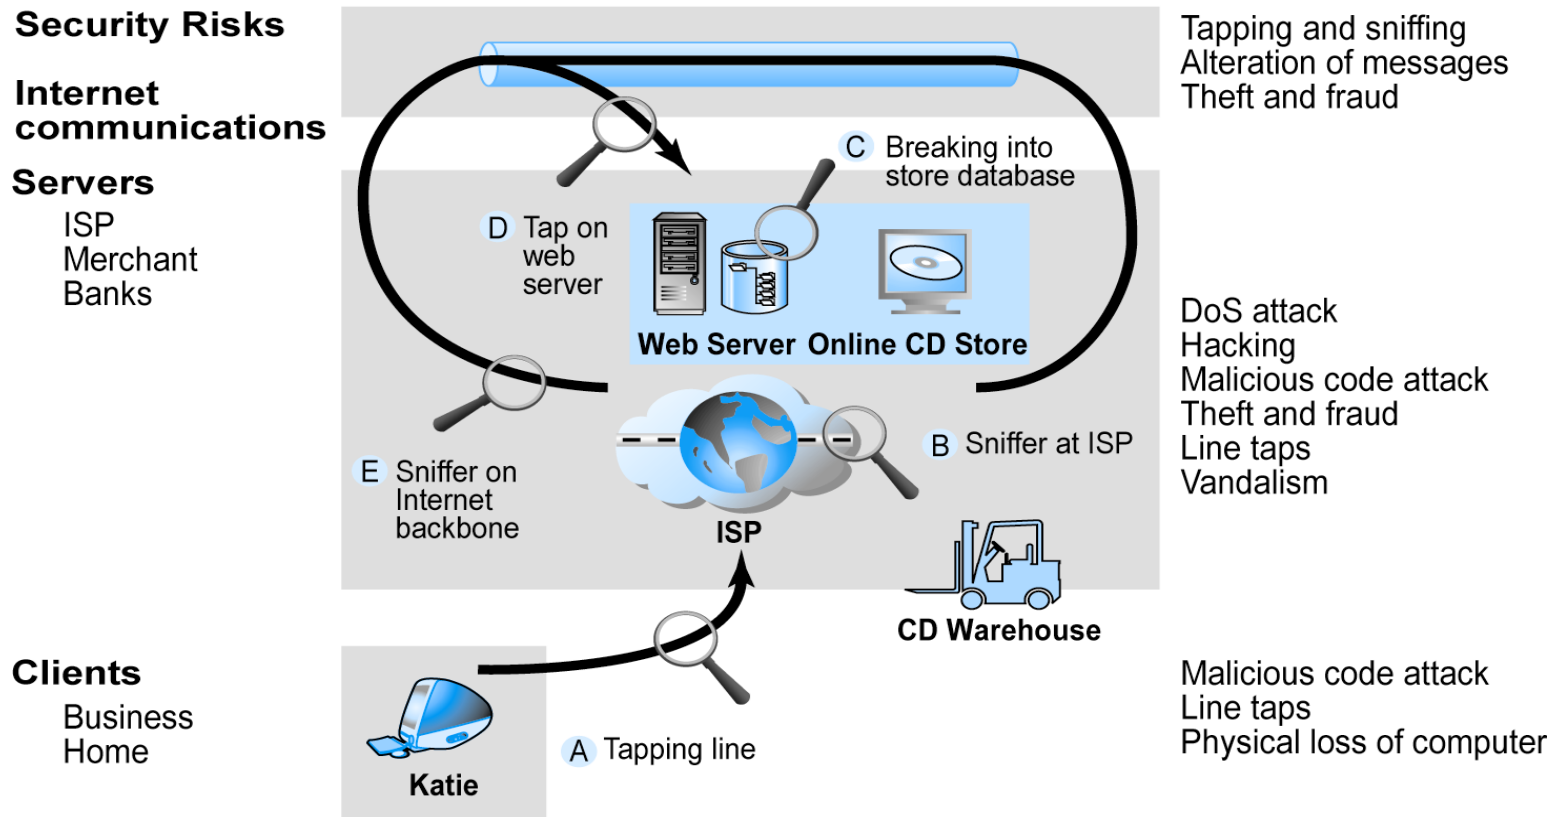 Security Risks
Internet
communications
Tapping and sniffing
Alteration of messages
Theft and fraud
Servers
ISP
Merchant
Banks
C Breaking into
store database
D Tap on
web
server
Web Server
Online CD Store
E Sniffer on
Internet
backbone
B Sniffer at ISP
ISP
CD Warehouse
DoS attack
Hacking
Malicious code attack
Theft and fraud
Line taps
Vandalism
Clients
Business
Home
Katie
A Tapping line
Malicious code attack
Line taps
Physical loss of computer